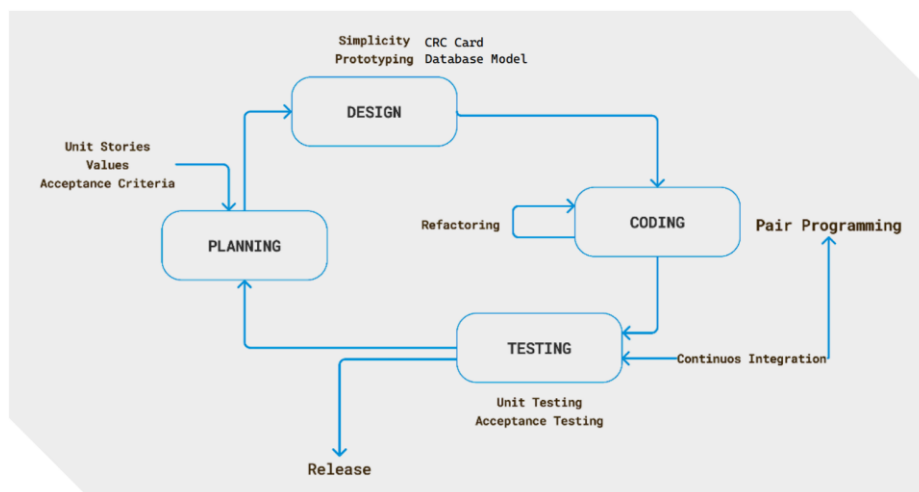 Simplicity CRC Card
Prototyping Database Model
DESIGN
Unit Stories
Values
Acceptance Criteria
Refactoring
CODING
Pair Programming
PLANNING
TESTING
Continuos Integration
Unit Testing
Acceptance Testing
Release